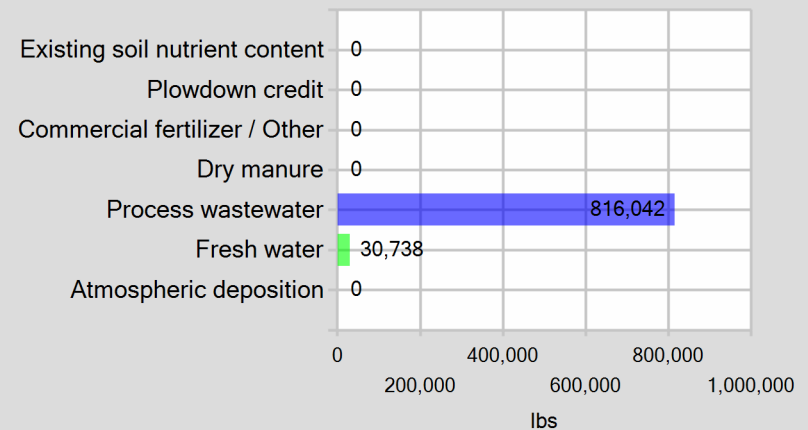 Existing soil nutrient content 0
Plowdown credit 0
Commercial fertilizer / Other 0
Dry manure 0
Process wastewater 816,042
Fresh water 30,738
Atmospheric deposition 0
0 400,000 800,000
200,000 600,000 1,000,000
lbs